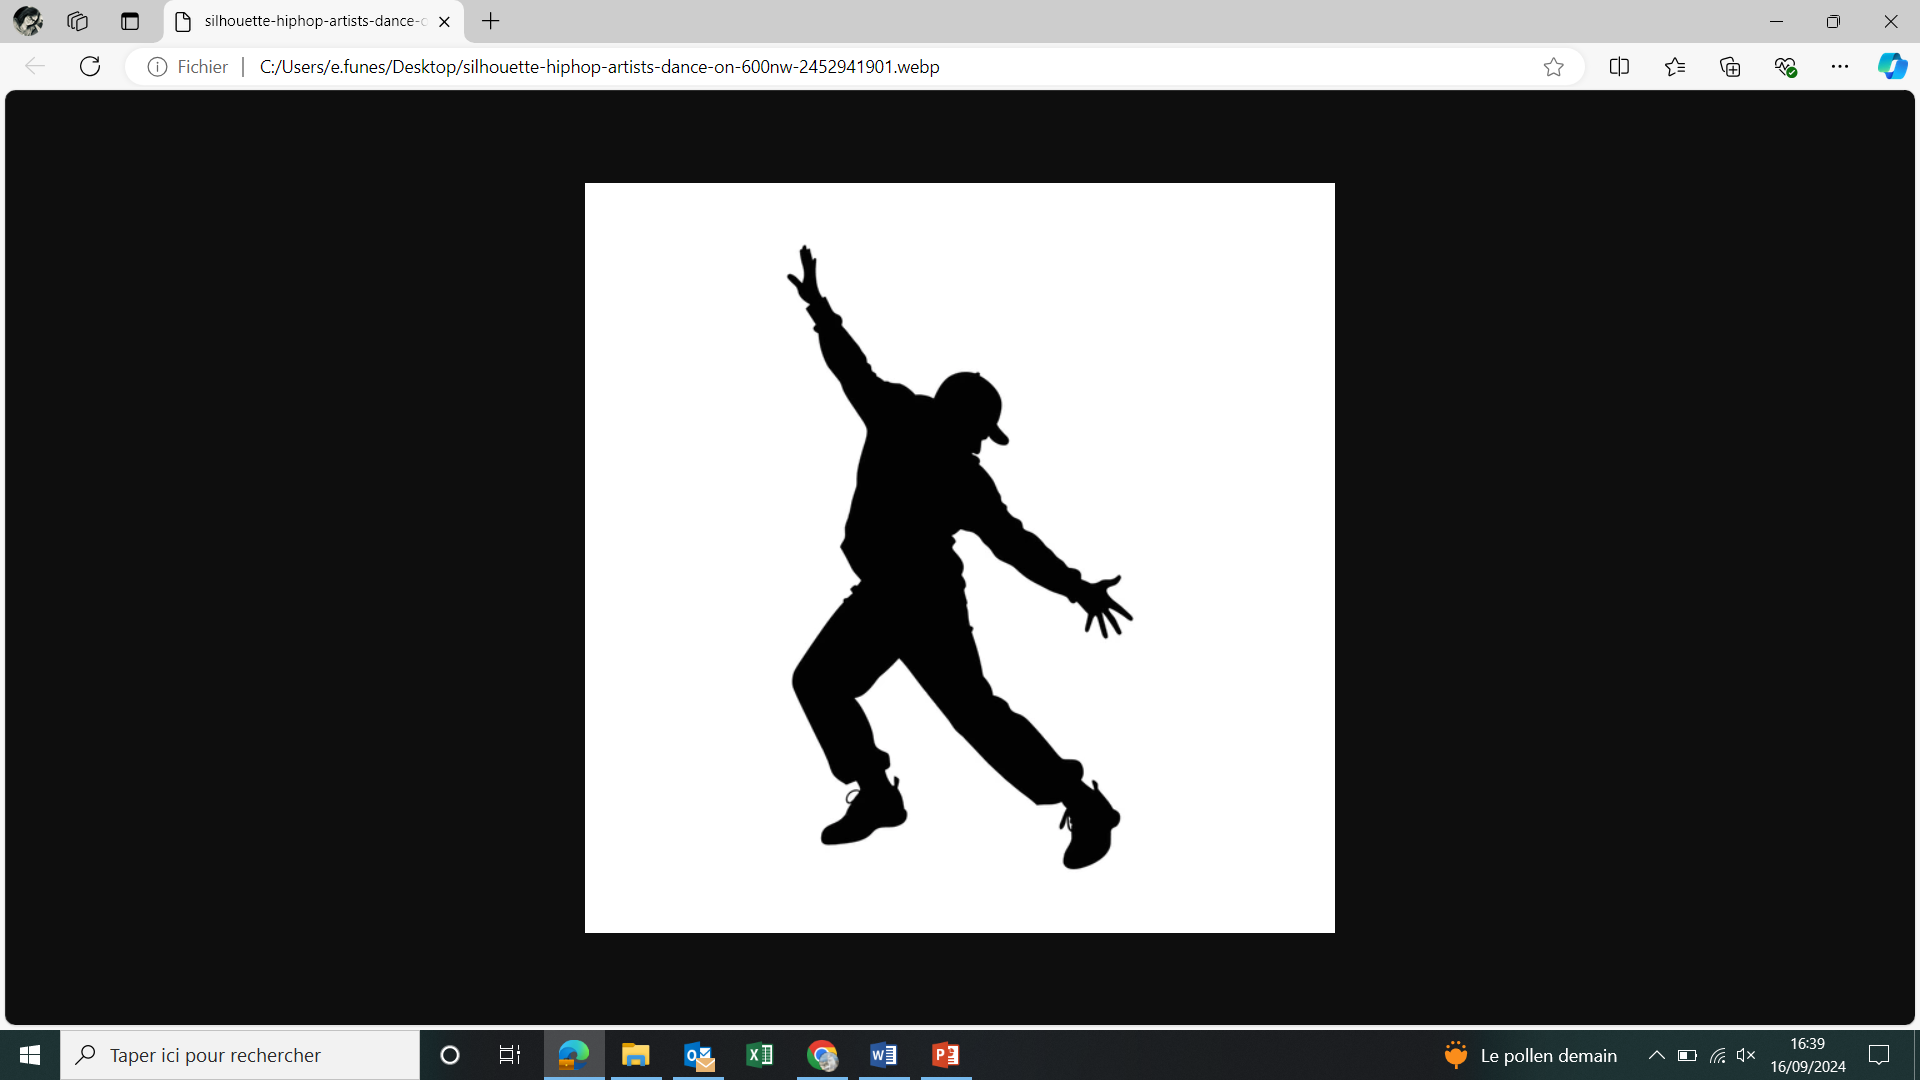 silhouette-hiphop-artists-dance-o
Fichier
C:/Users/e.funes/Desktop/silhouette-hiphop-artists-dance-on-600nw-2452941901.webp
Taper ici pour rechercher
Le pollen demain
16:39
16/09/2024